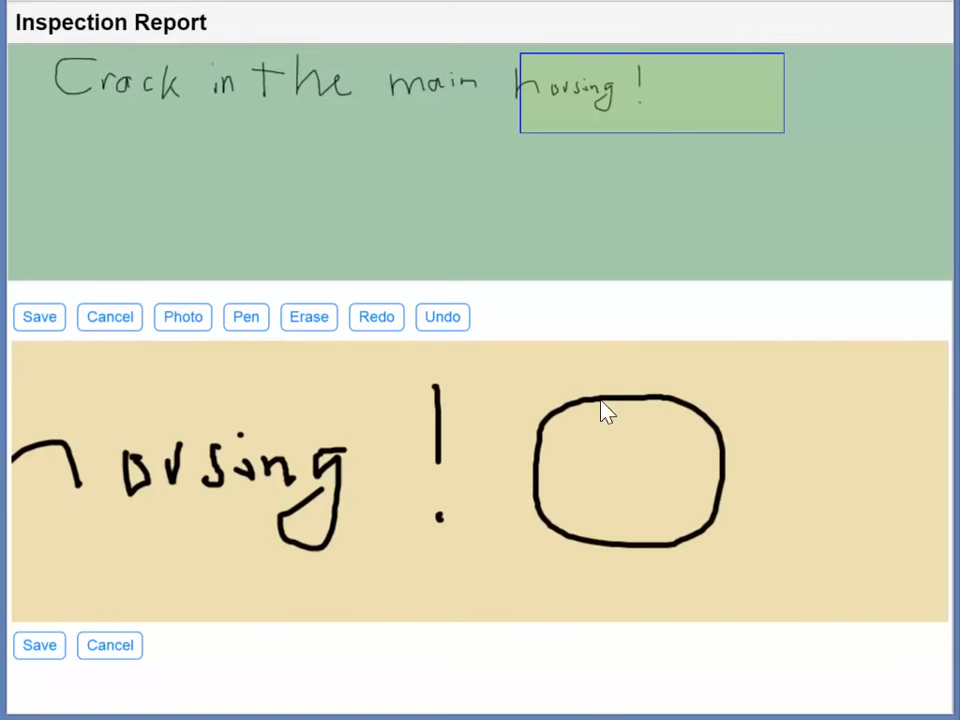 Inspection Report
Crack in the main housing !
Save Cancel Photo Pen Erase Redo Undo
housing !
Save Cancel